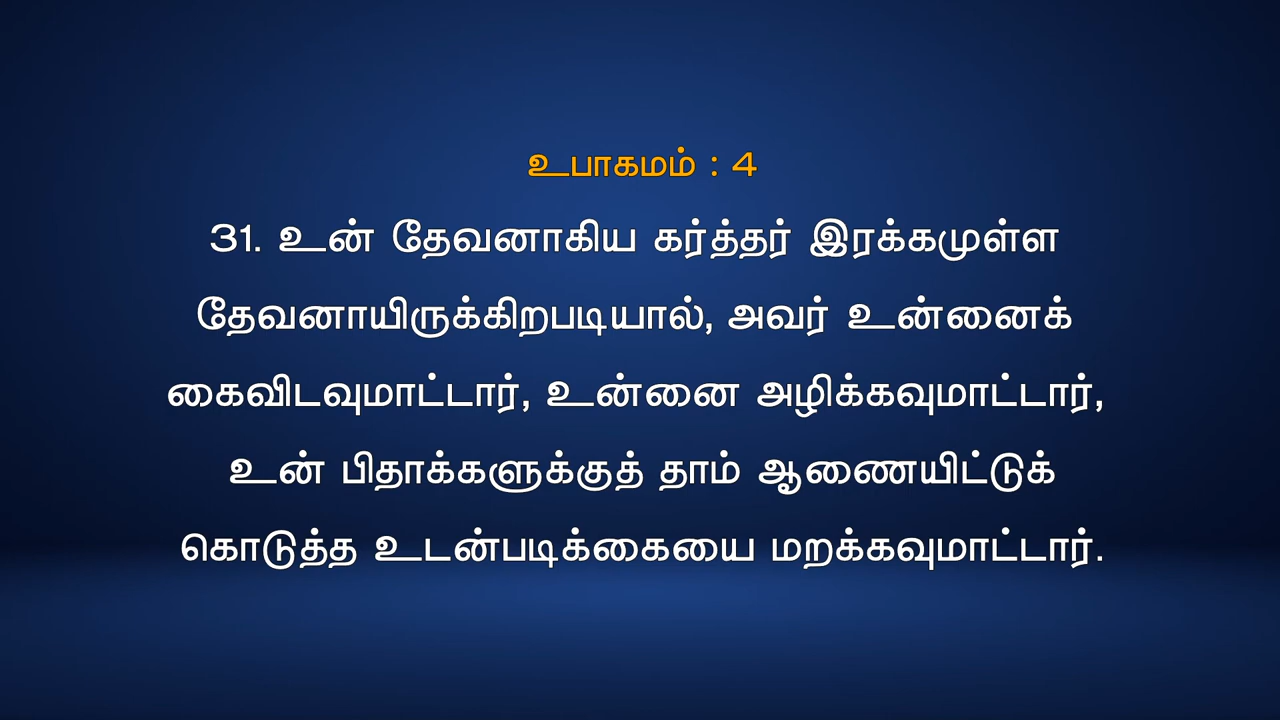 உபாகமம் : 4
31. உன் தேவனாகிய கர்த்தர் இரக்கமுள்ள
தேவனாயிருக்கிறபடியால், அவர் உன்னைக்
கைவிடவுமாட்டார், உன்னை அழிக்கவுமாட்டார்,
உன் பிதாக்களுக்குத் தாம் ஆணையிட்டுக்
கொடுத்த உடன்படிக்கையை மறக்கவுமாட்டார்.